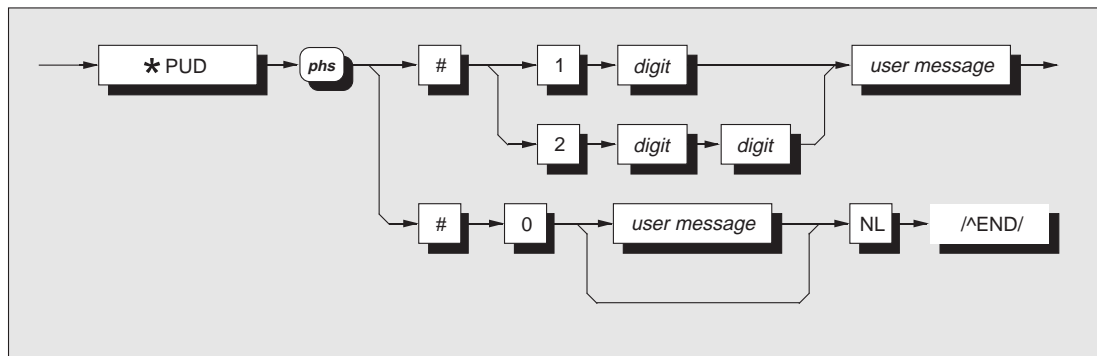 * PUD phs # 1 digit user message
2 digit digit
# 0 user message NL /^END/